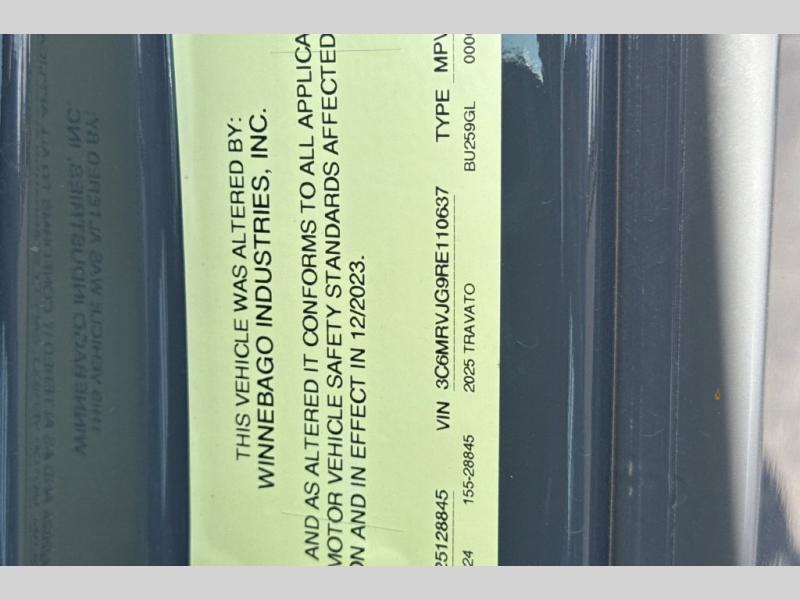 THIS VEHICLE WAS ALTERED BY:
WINNEBAGO INDUSTRIES, INC.
AND AS ALTERED IT CONFORMS TO ALL APPLICA
MOTOR VEHICLE SAFETY STANDARDS AFFECTED
ON AND IN EFFECT IN 12/2023.
25128845 VIN 3C6MRVJG9RE110637 TYPE MPV
24 155-28845 2025 TRAVATO BU259GL 000